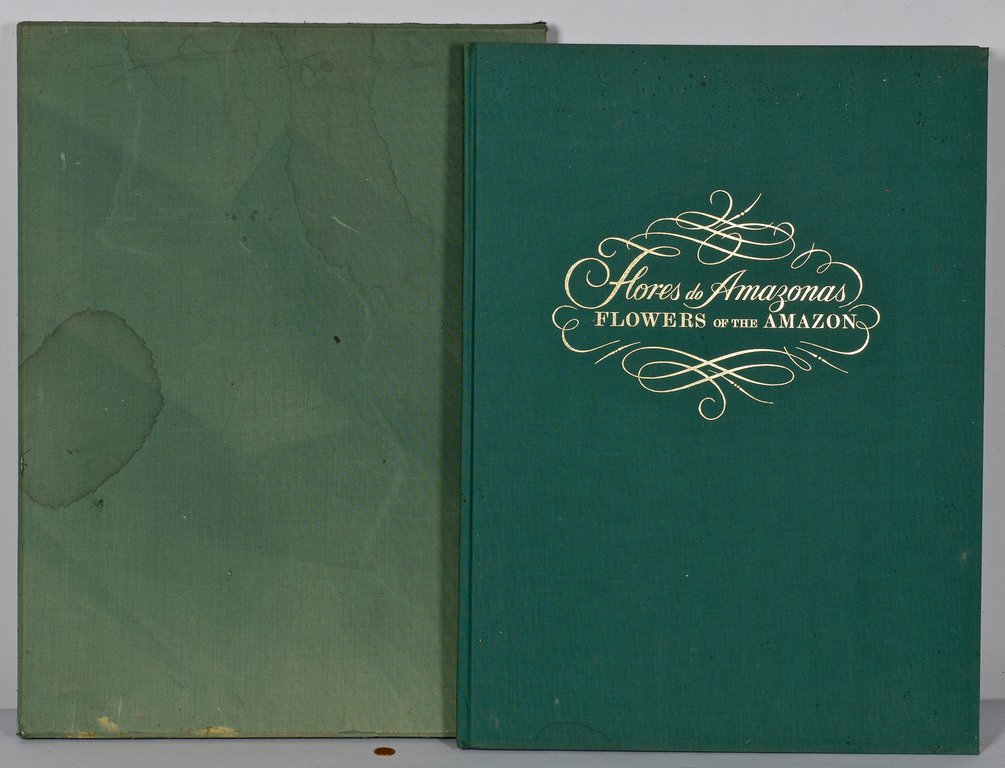 Flores do Amazonas
FLOWERS OF THE AMAZON